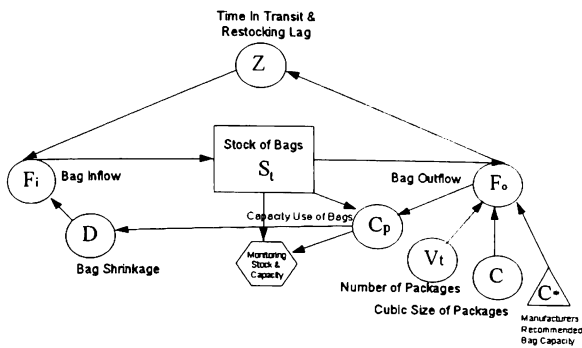 Time In Transit &
Restocking Lag
Z
Stock of Bags
St
Fi
Bag Inflow
Bag Outflow
Fo
Capacity Use of Bags
Cp
D
Bag Shrinkage
Monitoring
Stock &
Capacity
Vt
Number of Packages
C
Cubic Size of Packages
C*
Manufacturers
Recommended
Bag Capacity